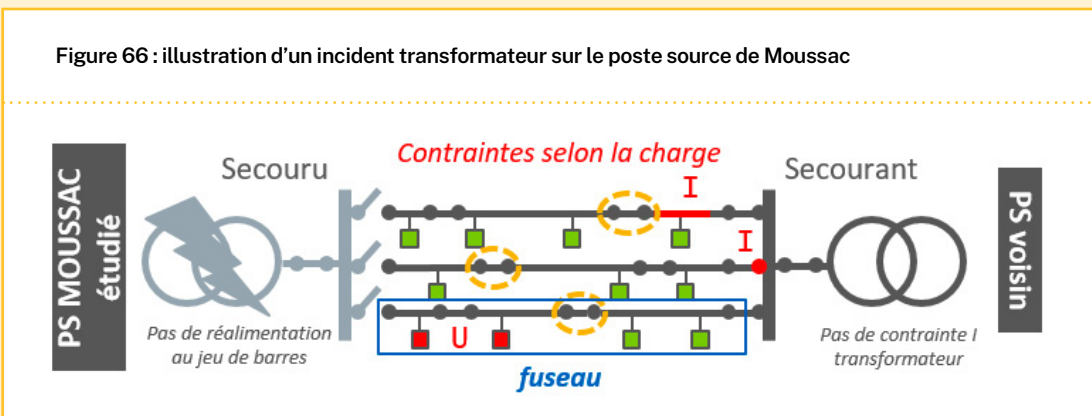 Figure 66 : illustration d’un incident transformateur sur le poste source de Moussac
Contraintes selon la charge
Secouru
I
Secourant
PS MOUSSAC
étudié
I
PS voisin
Pas de réalimentation
au jeu de barres
U
Pas de contrainte I
transformateur
fuseau